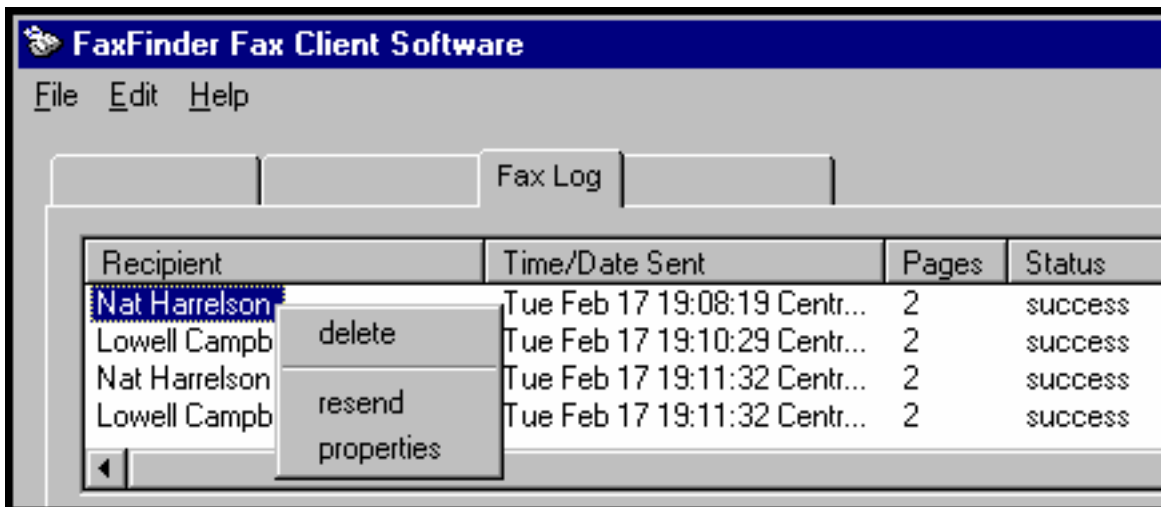 FaxFinder Fax Client Software
File Edit Help
Fax Log
Recipient Time/Date Sent Pages Status
Nat Harrelson Tue Feb 17 19:08:19 Centr... 2 success
Lowell Campb Tue Feb 17 19:10:29 Centr... 2 success
Nat Harrelson Tue Feb 17 19:11:32 Centr... 2 success
Lowell Campb Tue Feb 17 19:11:32 Centr... 2 success
delete
resend
properties